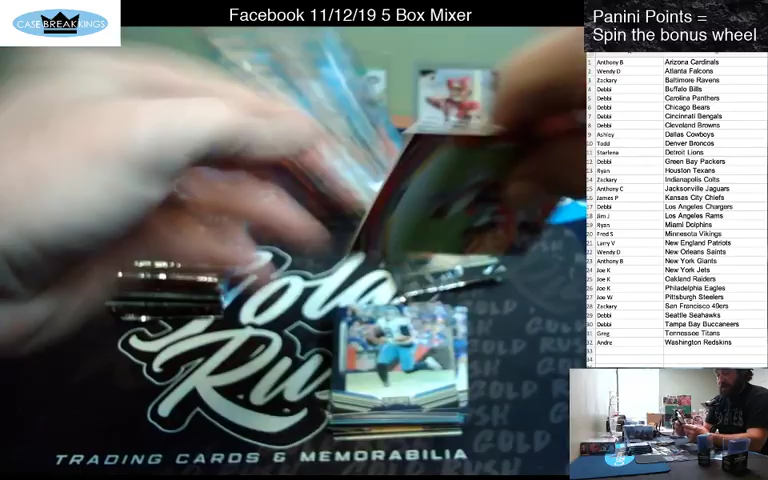 CASE BREAK KINGS
Facebook 11/12/19 5 Box Mixer
Panini Points =
Spin the bonus wheel
1 Anthony B Arizona Cardinals
2 Wendy D Atlanta Falcons
3 Zackary Baltimore Ravens
4 Debbi Buffalo Bills
5 Debbi Carolina Panthers
6 Debbi Chicago Bears
7 Debbi Cincinnati Bengals
8 Debbi Cleveland Browns
9 Ashley Dallas Cowboys
10 Todd Denver Broncos
11 Starlena Detroit Lions
12 Debbi Green Bay Packers
13 Ryan Houston Texans
14 Zackary Indianapolis Colts
15 Anthony C Jacksonville Jaguars
16 James P Kansas City Chiefs
17 Debbi Los Angeles Chargers
18 Jim J Los Angeles Rams
19 Ryan Miami Dolphins
20 Fred S Minnesota Vikings
21 Larry V New England Patriots
22 Wendy D New Orleans Saints
23 Anthony B New York Giants
24 Joe K New York Jets
25 Joe K Oakland Raiders
26 Joe K Philadelphia Eagles
27 Joe W Pittsburgh Steelers
28 Zackary San Francisco 49ers
29 Debbi Seattle Seahawks
30 Debbi Tampa Bay Buccaneers
31 Greg Tennessee Titans
32 Andre Washington Redskins
33
34
Gold
Rush
GOLD
GOLD
RUSH
GOLD RUSH
TRADING CARDS & MEMORABILIA